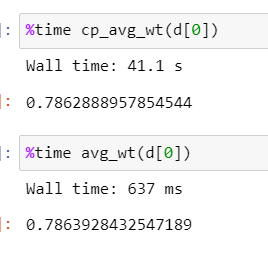 ]: %time cp_avg_wt(d[0])
Wall time: 41.1 s
]: 0.7862888957854544
]: %time avg_wt(d[0])
Wall time: 637 ms
]: 0.7863928432547189